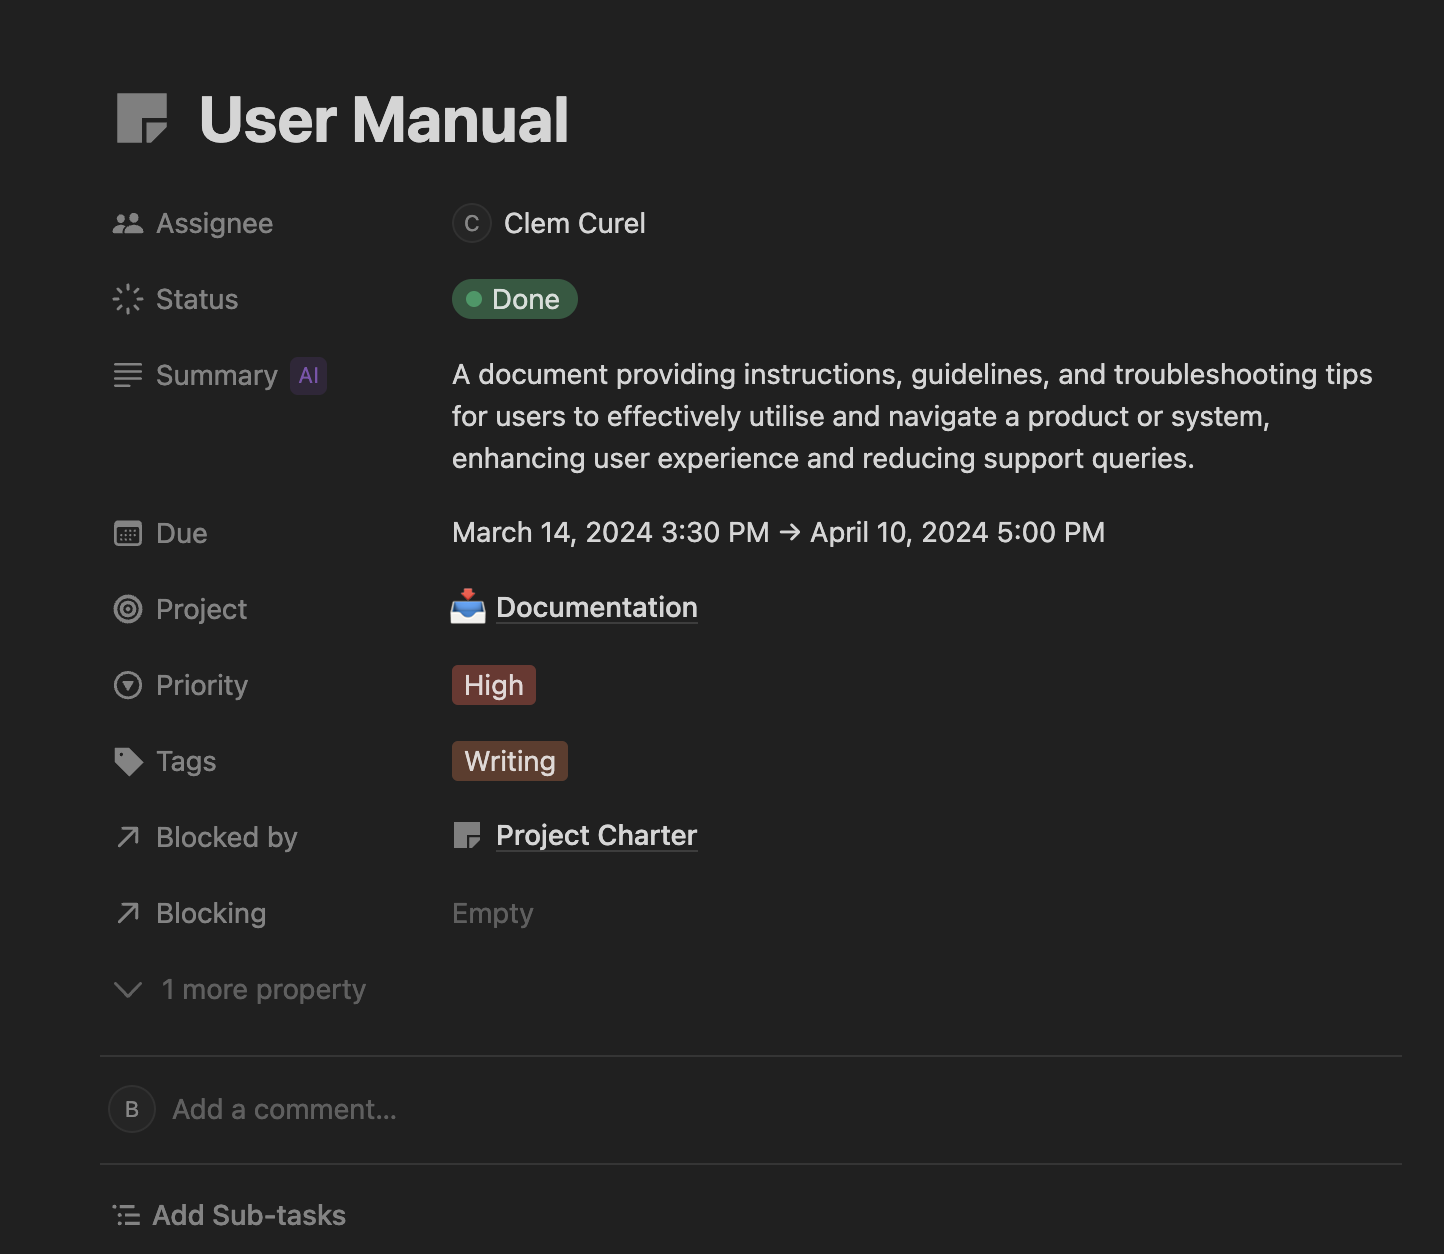 User Manual
Assignee
C Clem Curel
Status
Done
Summary AI
A document providing instructions, guidelines, and troubleshooting tips
for users to effectively utilise and navigate a product or system,
enhancing user experience and reducing support queries.
Due
March 14, 2024 3:30 PM → April 10, 2024 5:00 PM
Project
Documentation
Priority
High
Tags
Writing
Blocked by
Project Charter
Blocking
Empty
1 more property
B Add a comment...
Add Sub-tasks